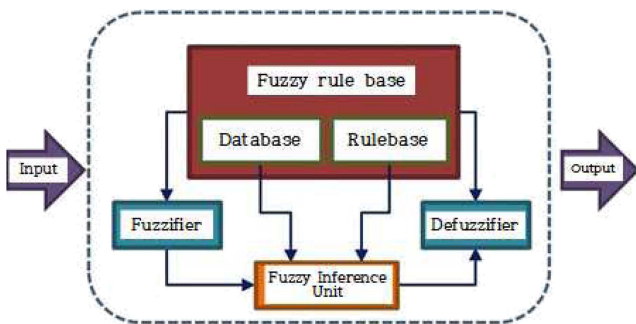 Fuzzy rule base
Database
Rulebase
Input
Output
Fuzzifier
Defuzzifier
Fuzzy Inference
Unit